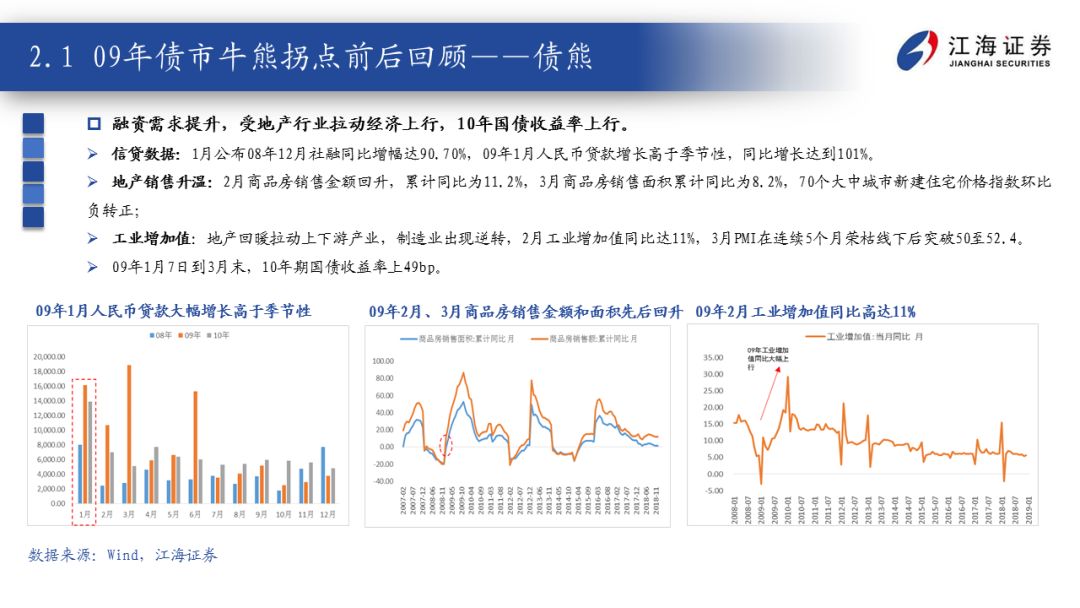 2.1 09年债市牛熊拐点前后回顾——债熊
江海证券
JIANGHAI SECURITIES
融资需求提升，受地产行业拉动经济上行，10年国债收益率上行。
信贷数据：1月公布08年12月社融同比增幅达90.70%，09年1月人民币贷款增长高于季节性，同比增长达到101%。
地产销售升温：2月商品房销售金额回升，累计同比为11.2%，3月商品房销售面积累计同比为8.2%，70个大中城市新建住宅价格指数环比
负转正；
工业增加值：地产回暖拉动上下游产业，制造业出现逆转，2月工业增加值同比达11%，3月PMI在连续5个月荣枯线下后突破50至52.4。
09年1月7日到3月末，10年期国债收益率上49bp。
09年1月人民币贷款大幅增长高于季节性
08年 09年 10年
20,000.00
18,000.00
16,000.00
14,000.00
12,000.00
10,000.00
8,000.00
6,000.00
4,000.00
2,000.00
0.00
1月 2月 3月 4月 5月 6月 7月 8月 9月 10月 11月 12月
09年2月、3月商品房销售金额和面积先后回升
商品房销售面积:累计同比 月 商品房销售额:累计同比 月
100.00
80.00
60.00
40.00
20.00
0.00
-20.00
-40.00
2007-02 2007-07 2007-12 2008-06 2008-11 2009-05 2009-10 2010-04 2010-09 2011-03 2011-08 2012-02 2012-07 2012-12 2013-06 2013-11 2014-05 2014-10 2015-04 2015-09 2016-03 2016-08 2017-02 2017-07 2017-12 2018-06 2018-11
09年2月工业增加值同比高达11%
工业增加值:当月同比 月
09年工业增加
值同比大幅上
行
35.00
30.00
25.00
20.00
15.00
10.00
5.00
0.00
-5.00
2008-01 2008-07 2009-01 2009-07 2010-01 2010-07 2011-01 2011-07 2012-01 2012-07 2013-01 2013-07 2014-01 2014-07 2015-01 2015-07 2016-01 2016-07 2017-01 2017-07 2018-01 2018-07 2019-01
数据来源：Wind，江海证券